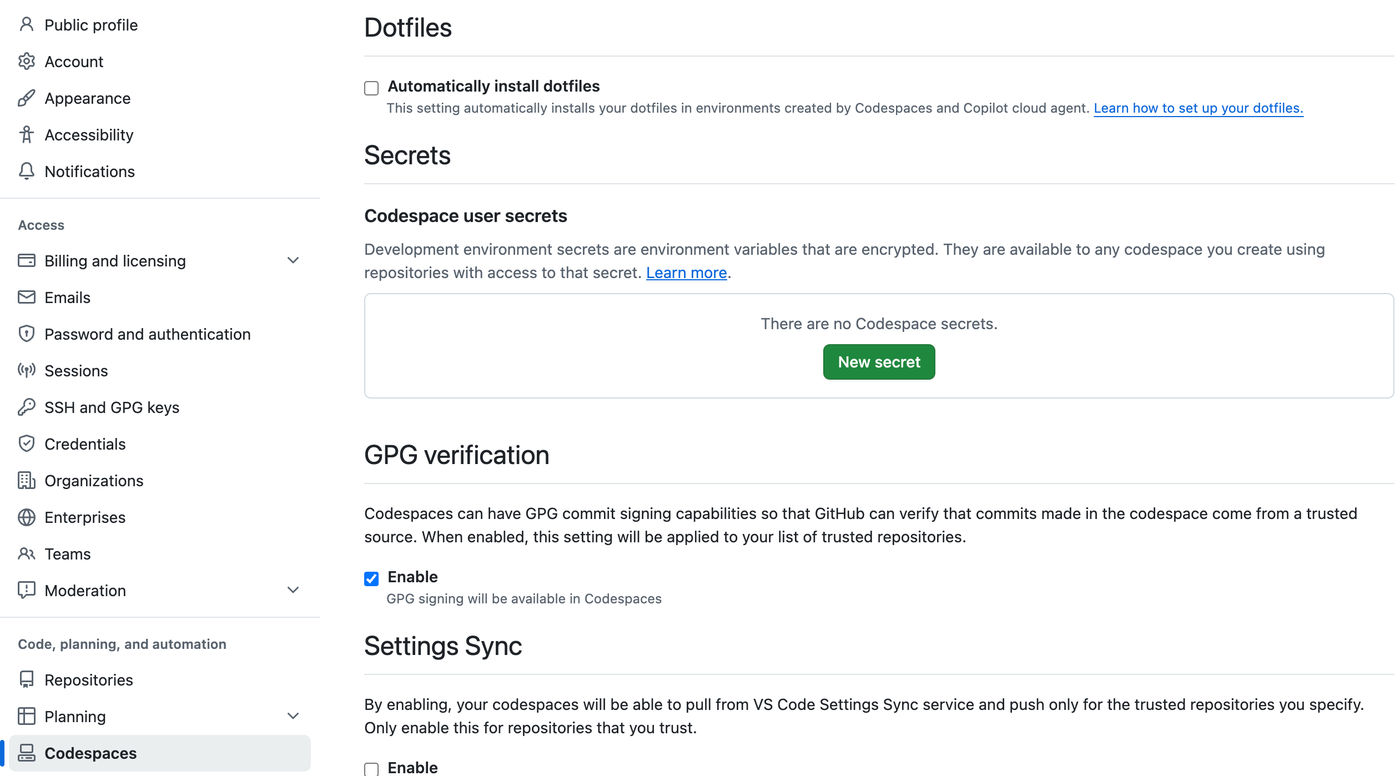 Public profile
Account
Appearance
Accessibility
Notifications
Access
Billing and licensing
Emails
Password and authentication
Sessions
SSH and GPG keys
Credentials
Organizations
Enterprises
Teams
Moderation
Code, planning, and automation
Repositories
Planning
Codespaces
Dotfiles
Automatically install dotfiles
This setting automatically installs your dotfiles in environments created by Codespaces and Copilot cloud agent. Learn how to set up your dotfiles.
Secrets
Codespace user secrets
Development environment secrets are environment variables that are encrypted. They are available to any codespace you create using
repositories with access to that secret. Learn more.
There are no Codespace secrets.
New secret
GPG verification
Codespaces can have GPG commit signing capabilities so that GitHub can verify that commits made in the codespace come from a trusted
source. When enabled, this setting will be applied to your list of trusted repositories.
Enable
GPG signing will be available in Codespaces
Settings Sync
By enabling, your codespaces will be able to pull from VS Code Settings Sync service and push only for the trusted repositories you specify.
Only enable this for repositories that you trust.
Enable